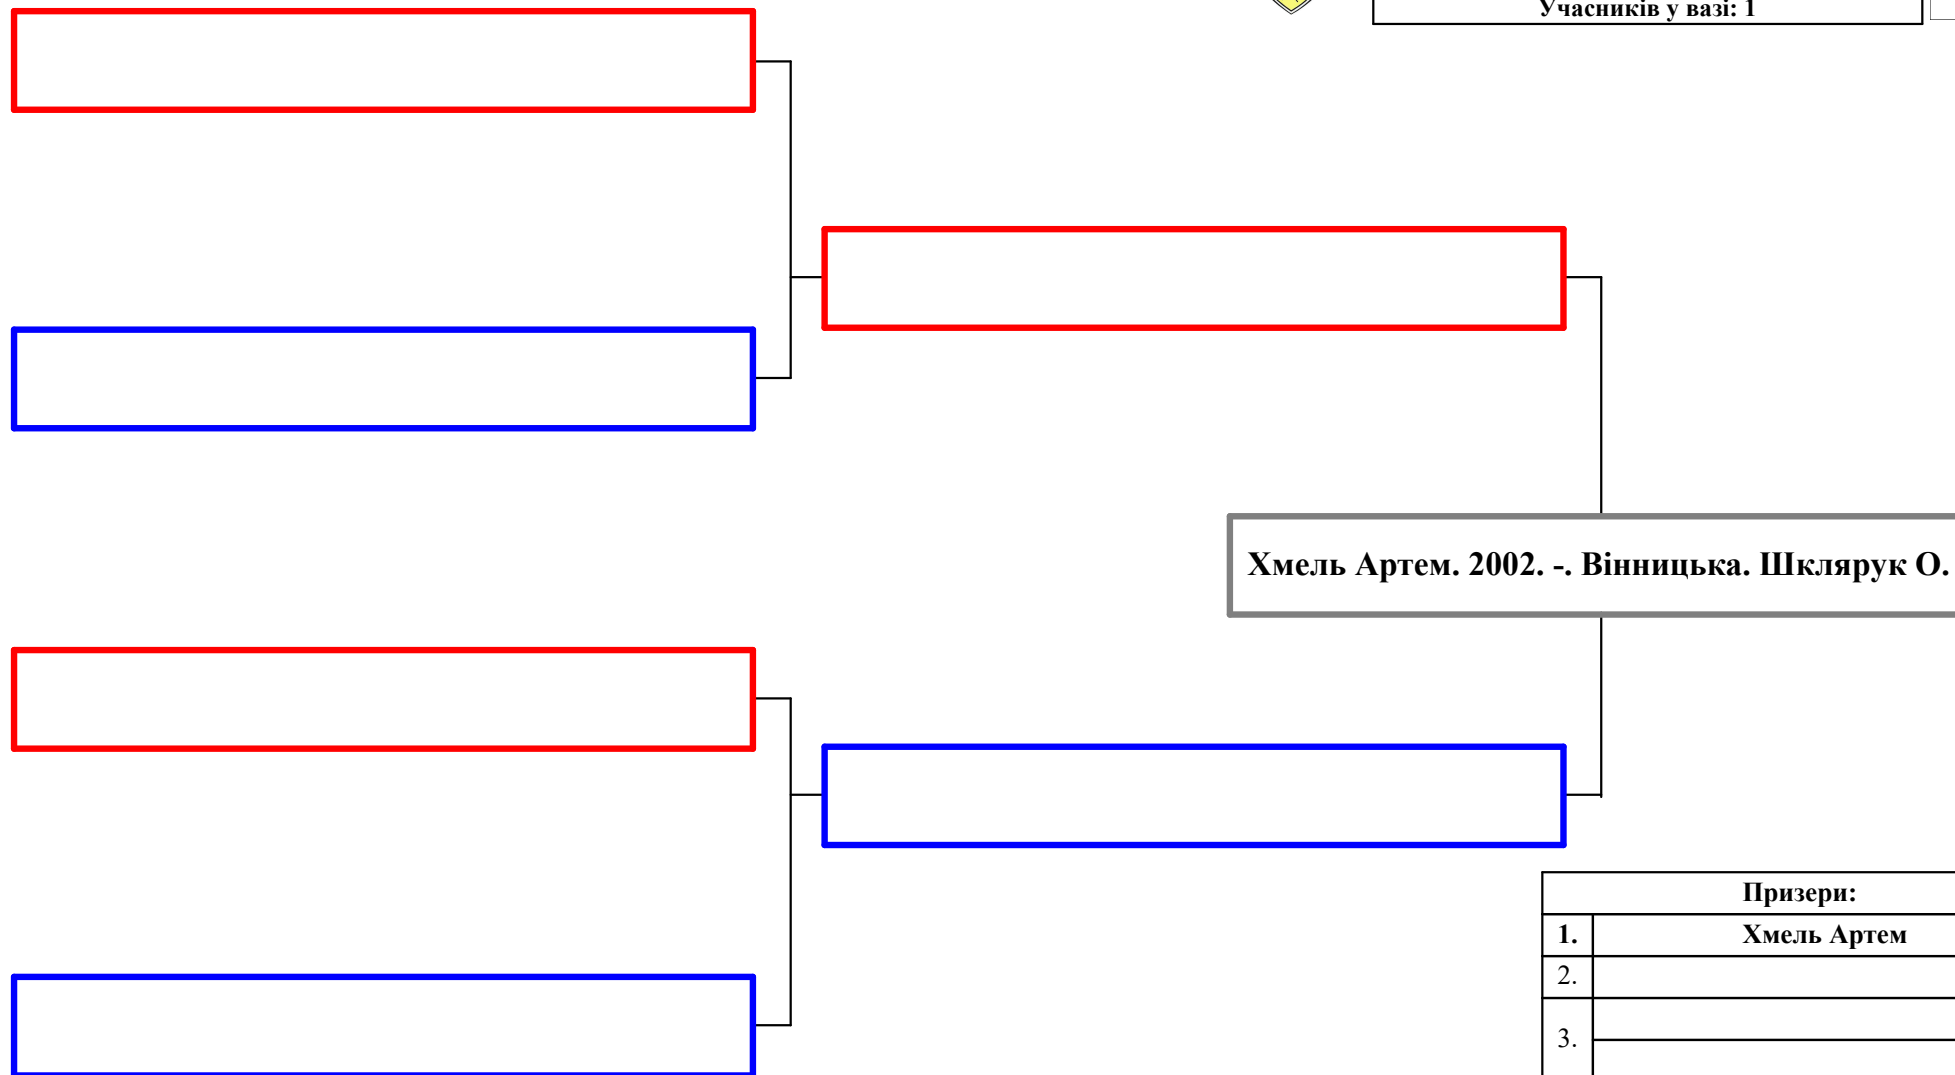 Учасників у вазі: 1
Хмель Артем. 2002. -. Вінницька. Шклярук О.
Призери:
1. Хмель Артем
2.
3.